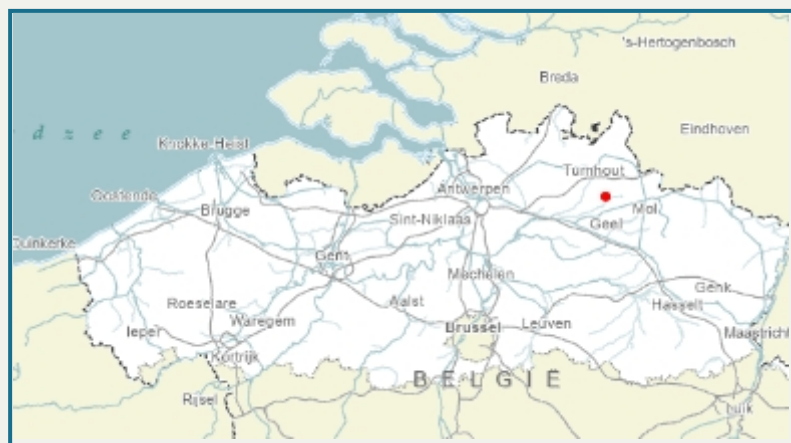 's-Hertogenbosch
Breda
d z e e
Eindhoven
Knokke-Heist
Turnhout
Antwerpen
Oostende
Brugge
Sint-Niklaas
Mol
Geel
Duinkerke
Gent
Mechelen
Genk
Roeselare
Aalst
Hasselt
Ieper
Waregem
Brussel
Leuven
Maastricht
Kortrijk
BELGIË
Rijsel
Luik